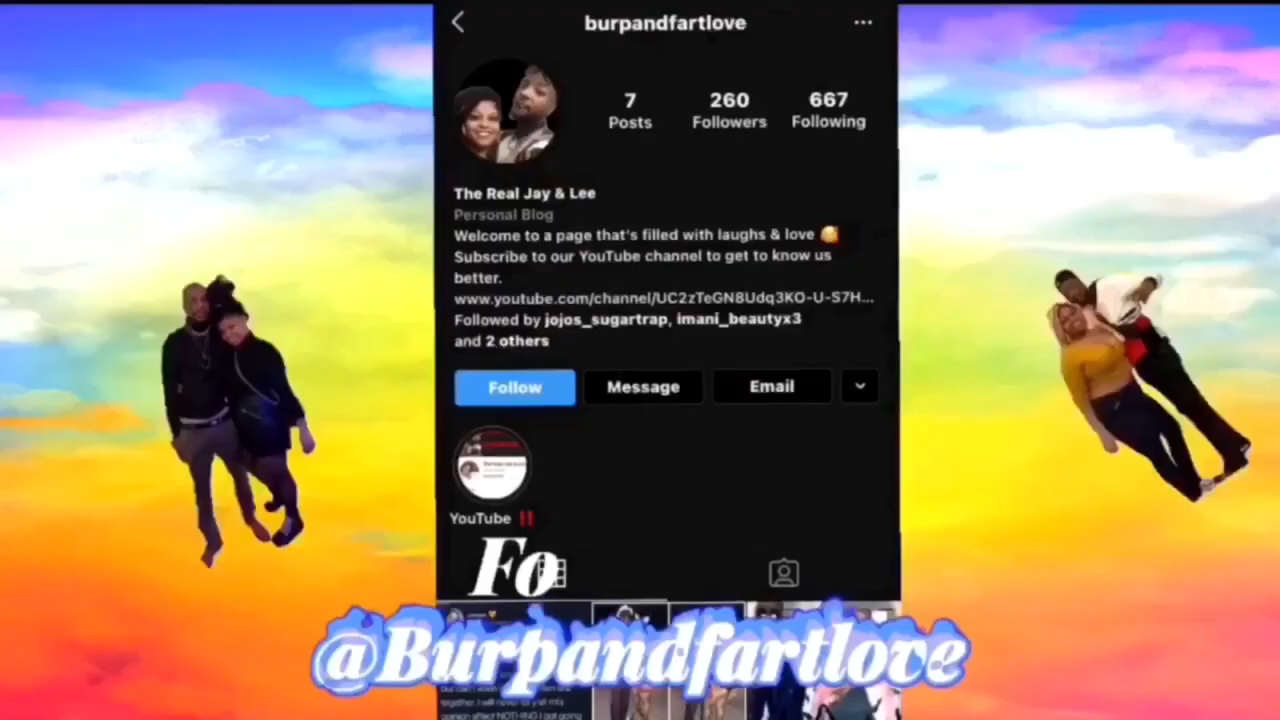 burpandfartlove
7 260 667
Posts Followers Following
The Real Jay & Lee
Personal Blog
Welcome to a page that's filled with laughs & love 🥰
Subscribe to our YouTube channel to get to know us
better.
www.youtube.com/channel/UC2zTeGN8Udq3KO-U-S7H...
Followed by jojos_sugartrap, imani_beautyx3
and 2 others
Follow Message Email
YouTube ‼️
Fo
@Burpandfartlove